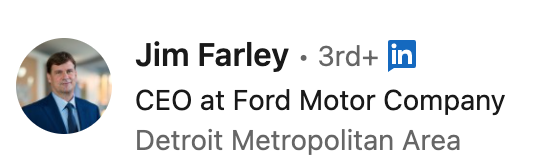 Jim Farley • 3rd+ in
CEO at Ford Motor Company
Detroit Metropolitan Area